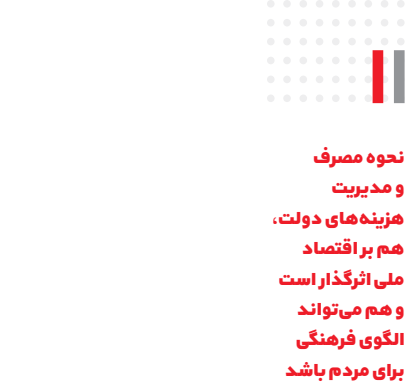 نحوه مصرف
و مدیریت
هزینه‌های دولت،
هم بر اقتصاد
ملی اثرگذار است
و هم می‌تواند
الگوی فرهنگی
برای مردم باشد